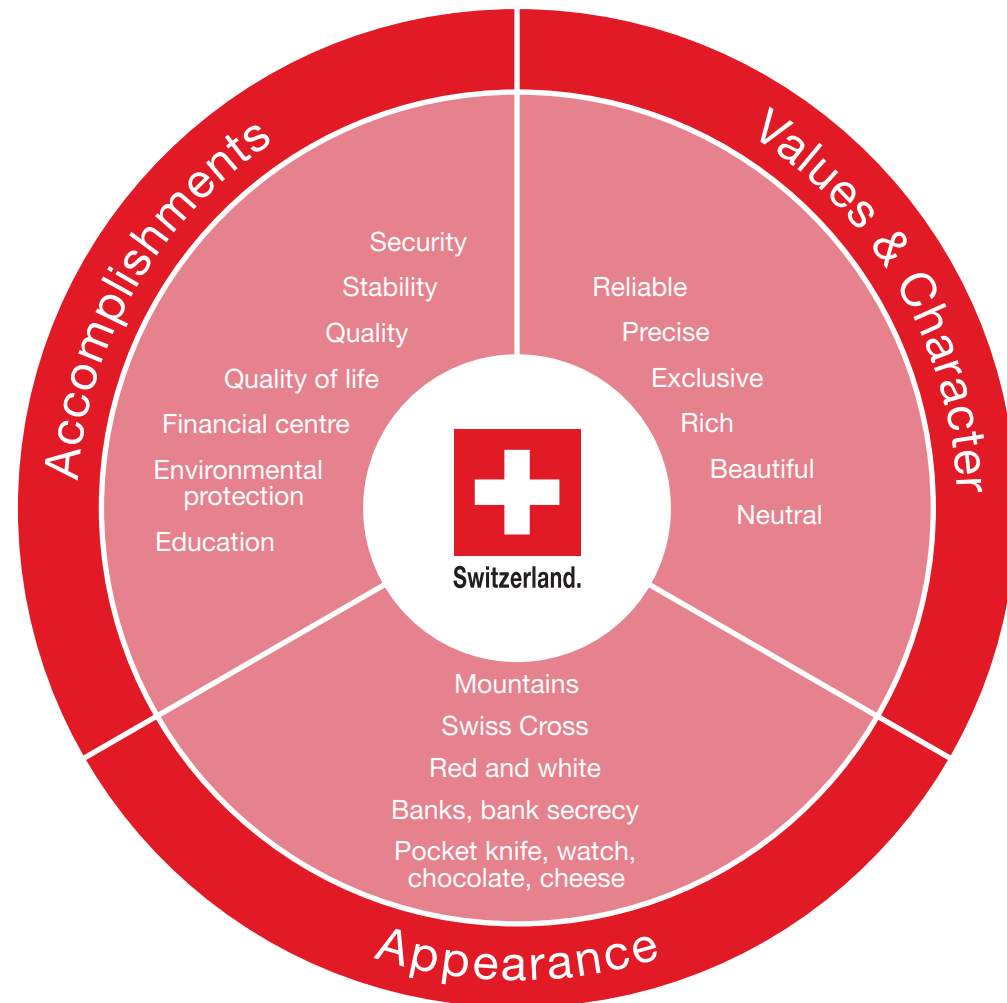 Accomplishments
Security
Stability
Quality
Quality of life
Financial centre
Environmental
protection
Education
Values & Character
Reliable
Precise
Exclusive
Rich
Beautiful
Neutral
Switzerland.
Mountains
Swiss Cross
Red and white
Banks, bank secrecy
Pocket knife, watch,
chocolate, cheese
Appearance